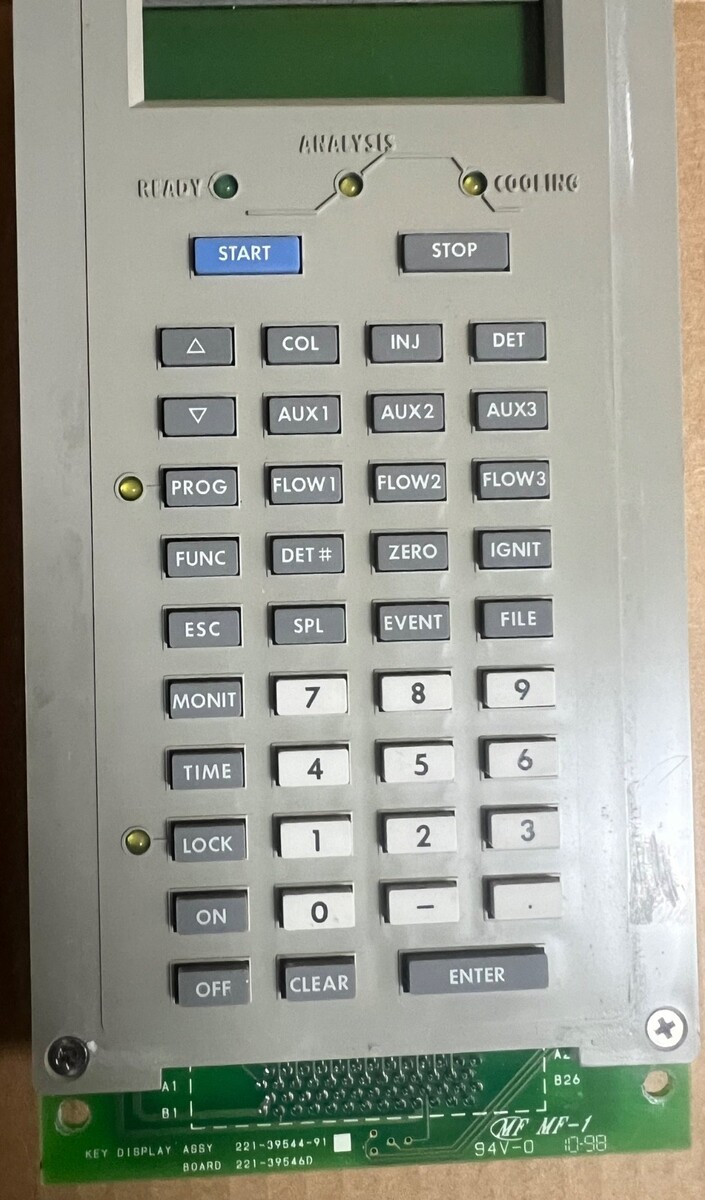 ANALYSIS
READY COOLING
START STOP
△ COL INJ DET
▽ AUX1 AUX2 AUX3
PROG FLOW1 FLOW2 FLOW3
FUNC DET# ZERO IGNIT
ESC SPL EVENT FILE
MONIT 7 8 9
TIME 4 5 6
LOCK 1 2 3
ON 0 – .
OFF CLEAR ENTER
A1 A2
B1 B26
KEY DISPLAY ASSY 221-39544-91 MF MF-1
BOARD 221-39546D 94V-0 10-98